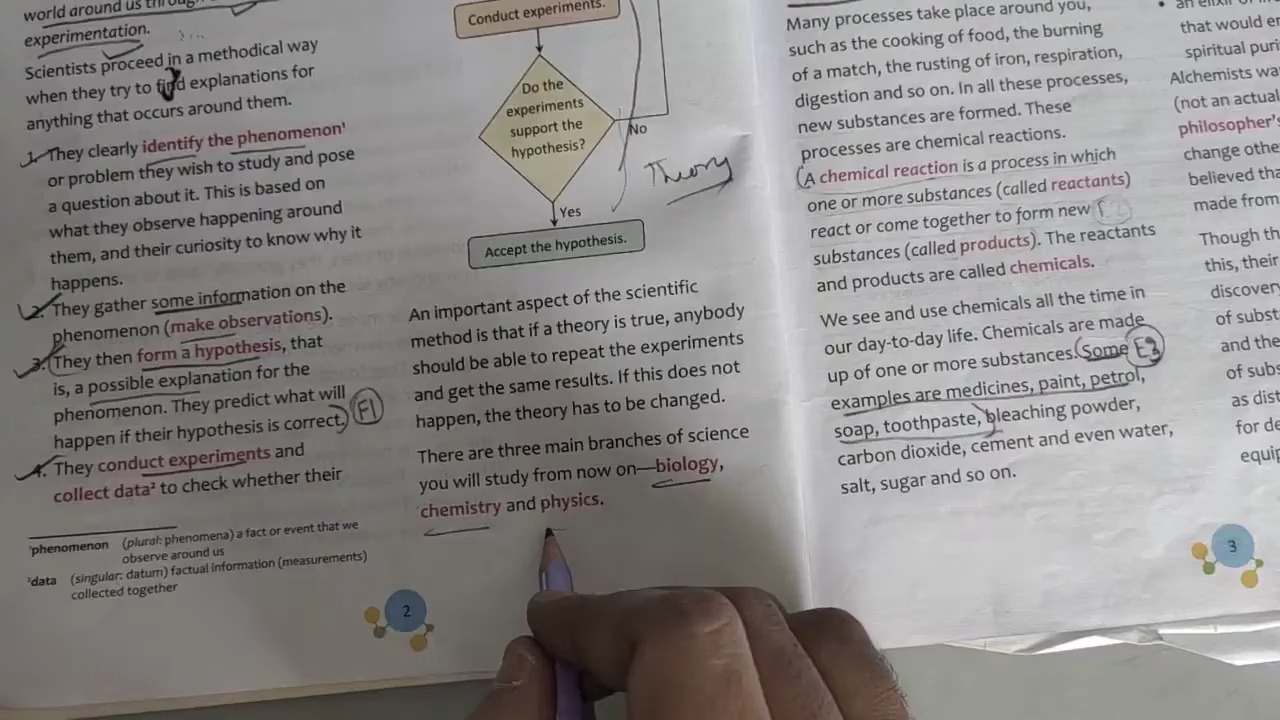 world around us through
experimentation.
Scientists proceed in a methodical way
when they try to find explanations for
anything that occurs around them.
1. They clearly identify the phenomenon¹
or problem they wish to study and pose
a question about it. This is based on
what they observe happening around
them, and their curiosity to know why it
happens.
2. They gather some information on the
phenomenon (make observations).
3. They then form a hypothesis, that
is, a possible explanation for the
phenomenon. They predict what will
happen if their hypothesis is correct.
F1
4. They conduct experiments and
collect data² to check whether their
¹phenomenon (plural: phenomena) a fact or event that we
observe around us
²data (singular: datum) factual information (measurements)
collected together
2
Conduct experiments.
Do the
experiments
support the
hypothesis?
No
Theory
Yes
Accept the hypothesis.
An important aspect of the scientific
method is that if a theory is true, anybody
should be able to repeat the experiments
and get the same results. If this does not
happen, the theory has to be changed.
There are three main branches of science
you will study from now on—biology,
chemistry and physics.
Many processes take place around you,
such as the cooking of food, the burning
of a match, the rusting of iron, respiration,
digestion and so on. In all these processes,
new substances are formed. These
processes are chemical reactions.
A chemical reaction is a process in which
one or more substances (called reactants)
react or come together to form new
substances (called products). The reactants
and products are called chemicals.
We see and use chemicals all the time in
our day-to-day life. Chemicals are made
up of one or more substances. Some
examples are medicines, paint, petrol,
soap, toothpaste, bleaching powder,
carbon dioxide, cement and even water,
salt, sugar and so on.
3
that would
spiritual
Alchemists
(not an actual
philosopher's
change
believed
made from
Though
this, their
of
and the
of
as
for